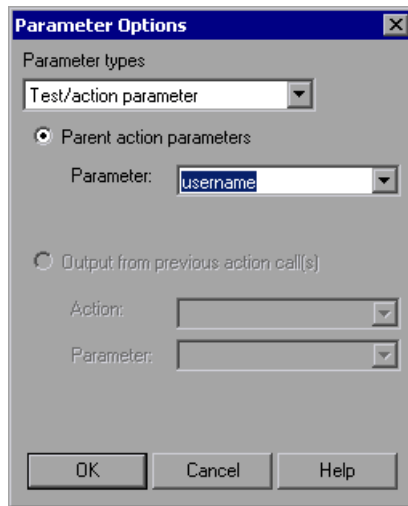 Parameter Options
Parameter types
Test/action parameter
Parent action parameters
Parameter: username
Output from previous action call(s)
Action:
Parameter:
OK Cancel Help